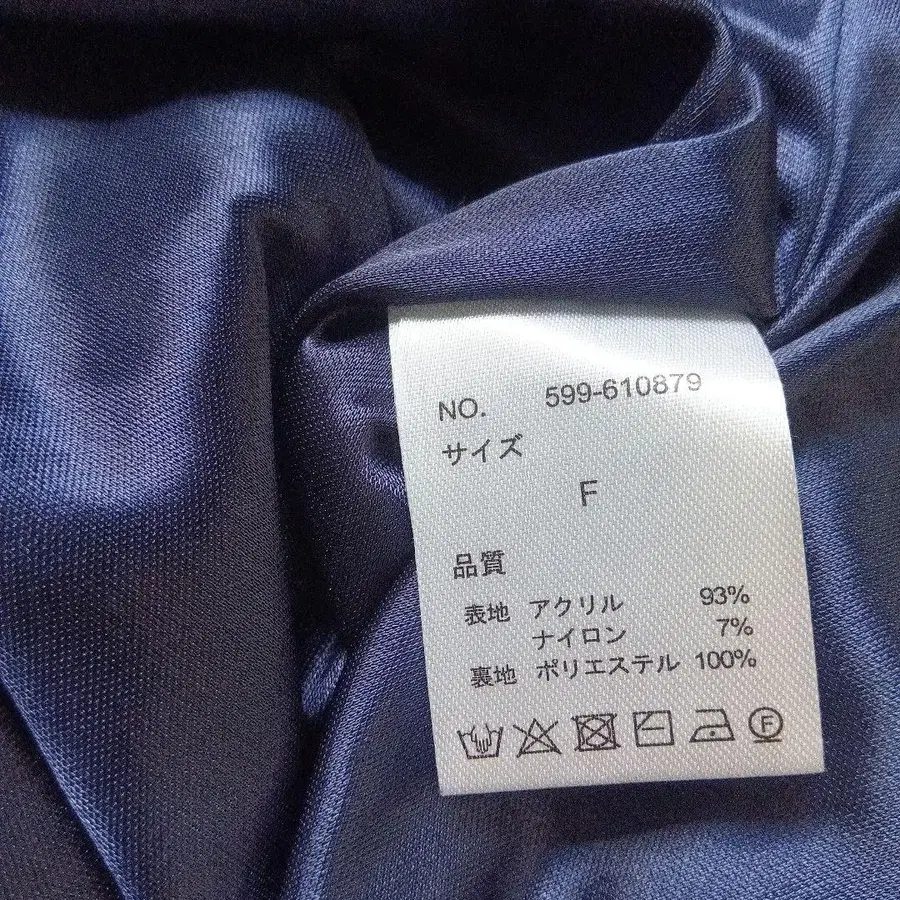 NO. 599-610879
サイズ
F
品質
表地 アクリル 93%
ナイロン 7%
裏地 ポリエステル 100%
F